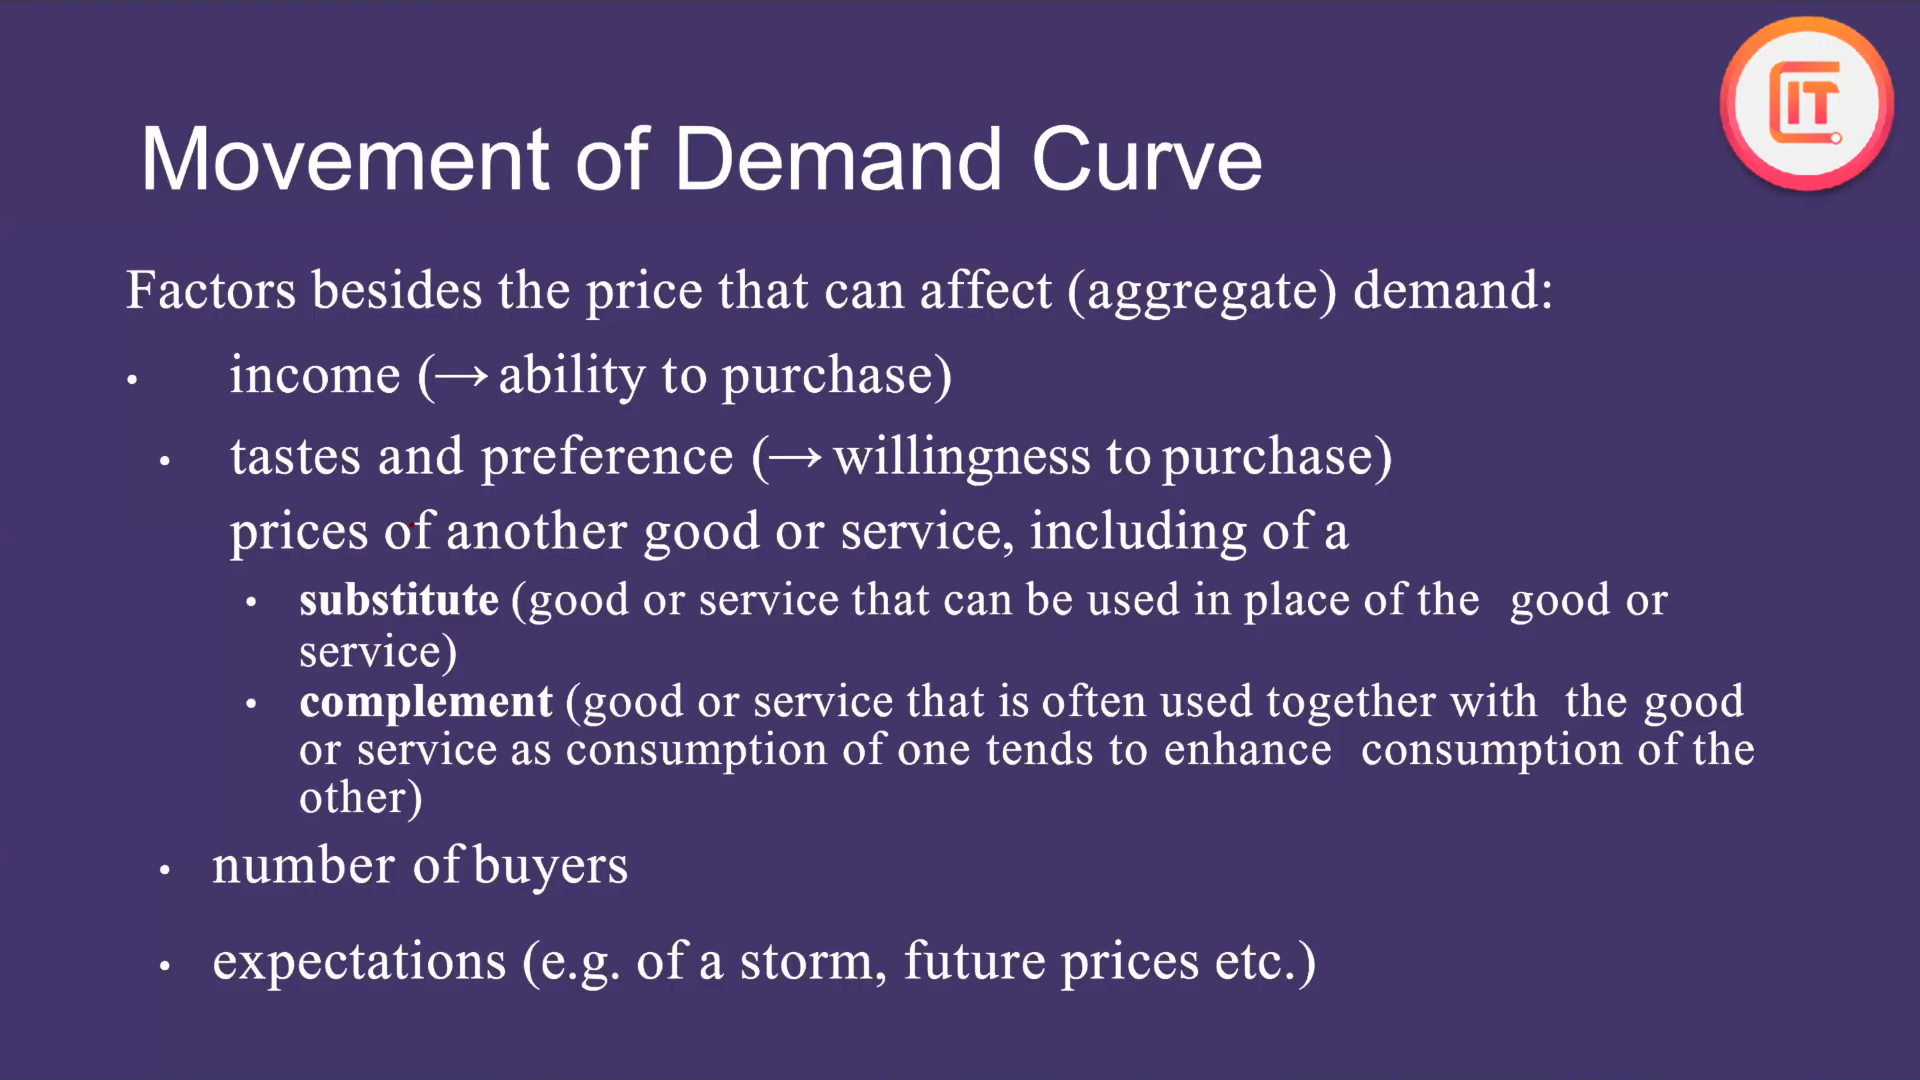 IT
Movement of Demand Curve
Factors besides the price that can affect (aggregate) demand:
• income (→ ability to purchase)
• tastes and preference (→ willingness to purchase)
prices of another good or service, including of a
• substitute (good or service that can be used in place of the good or
service)
• complement (good or service that is often used together with the good
or service as consumption of one tends to enhance consumption of the
other)
• number of buyers
• expectations (e.g. of a storm, future prices etc.)